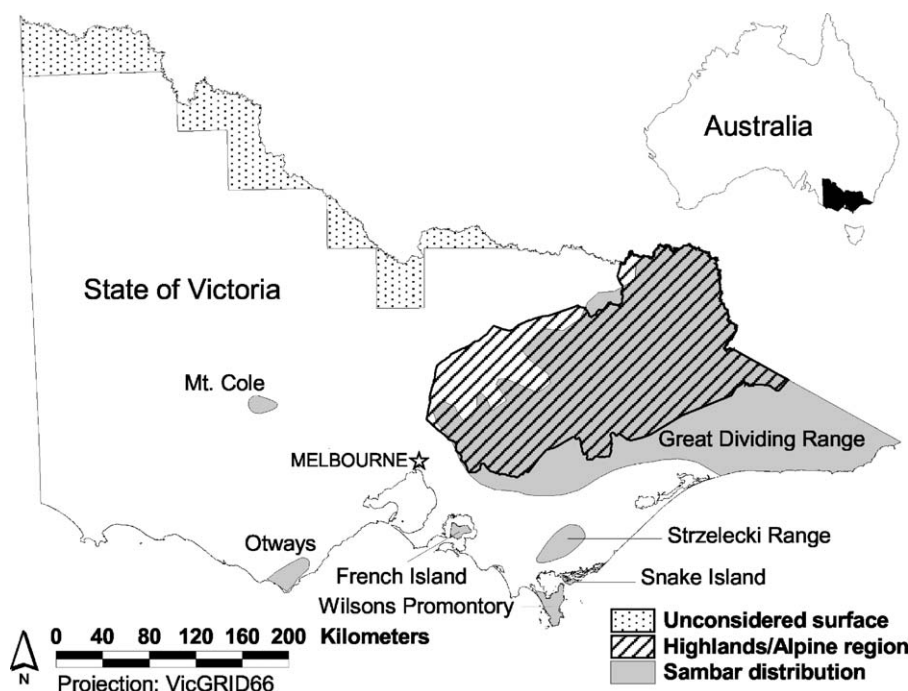 Australia
State of Victoria
Mt. Cole
MELBOURNE
Great Dividing Range
Otways
French Island
Wilsons Promontory
Strzelecki Range
Snake Island
Unconsidered surface
Highlands/Alpine region
Sambar distribution
0 40 80 120 160 200 Kilometers
N
Projection: VicGRID66